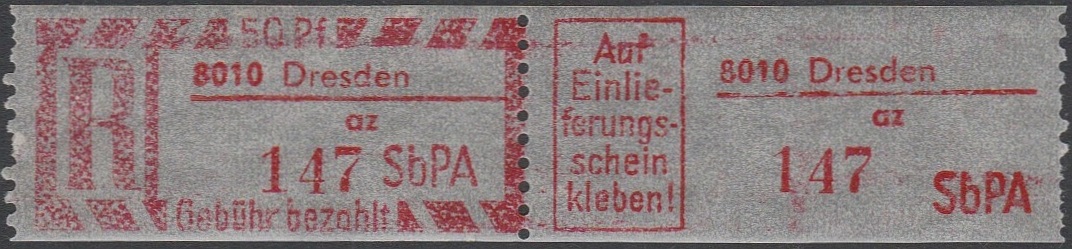 50 Pf
R
8010 Dresden
az
147 SbPA
Gebühr bezahlt
Auf
Einlie-
ferungs-
schein
kleben!
8010 Dresden
az
147
SbPA